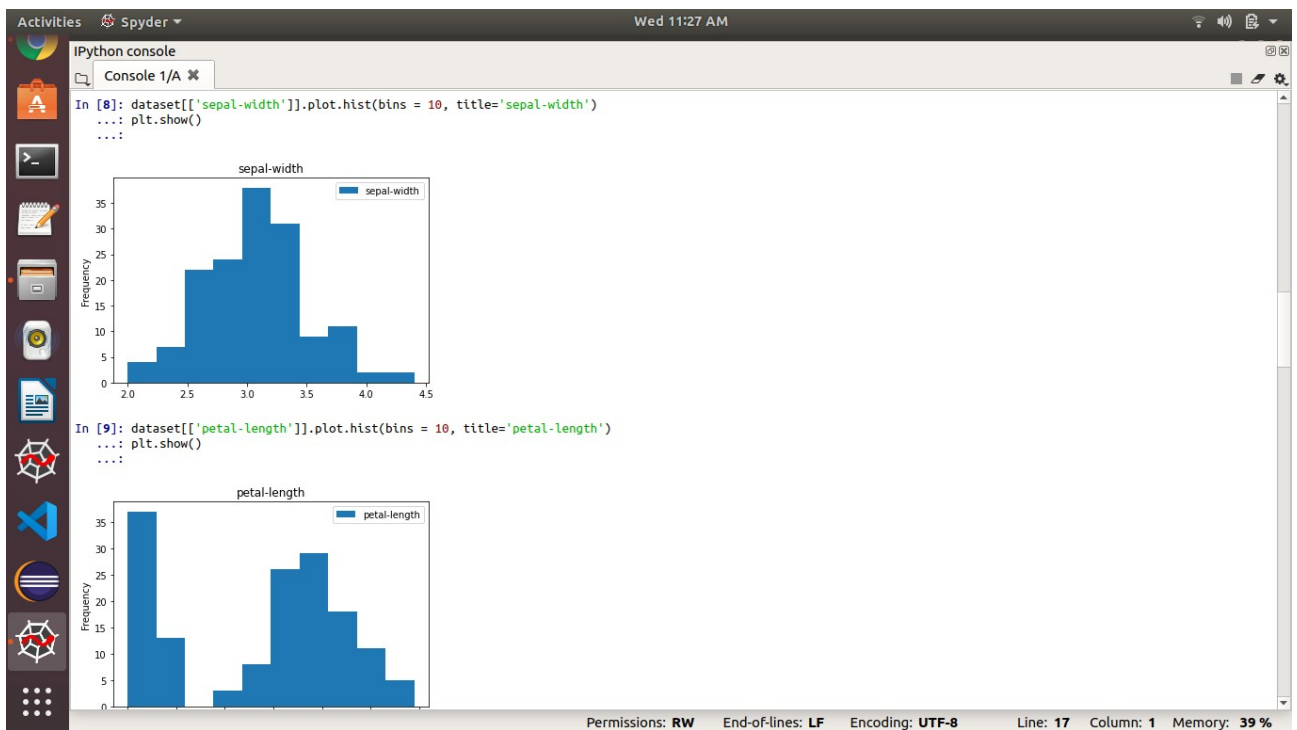 Activities Spyder Wed 11:27 AM
IPython console
Console 1/A
In [8]: dataset[['sepal-width']].plot.hist(bins = 10, title='sepal-width')
...: plt.show()
...:
sepal-width
sepal-width
35
30
25
20
15
10
5
0
Frequency
2.0 2.5 3.0 3.5 4.0 4.5
In [9]: dataset[['petal-length']].plot.hist(bins = 10, title='petal-length')
...: plt.show()
...:
petal-length
petal-length
35
30
25
20
15
10
5
0
Frequency
Permissions: RW End-of-lines: LF Encoding: UTF-8 Line: 17 Column: 1 Memory: 39 %